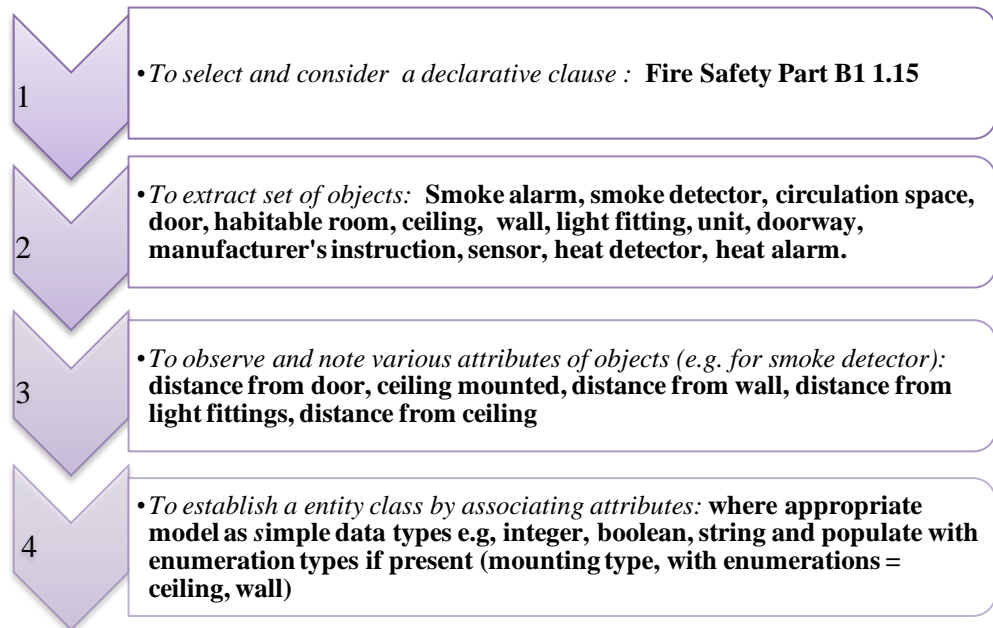 1
•To select and consider a declarative clause : Fire Safety Part B1 1.15
2
•To extract set of objects: Smoke alarm, smoke detector, circulation space,
door, habitable room, ceiling, wall, light fitting, unit, doorway,
manufacturer's instruction, sensor, heat detector, heat alarm.
3
•To observe and note various attributes of objects (e.g. for smoke detector):
distance from door, ceiling mounted, distance from wall, distance from
light fittings, distance from ceiling
4
•To establish a entity class by associating attributes: where appropriate
model as simple data types e.g, integer, boolean, string and populate with
enumeration types if present (mounting type, with enumerations =
ceiling, wall)